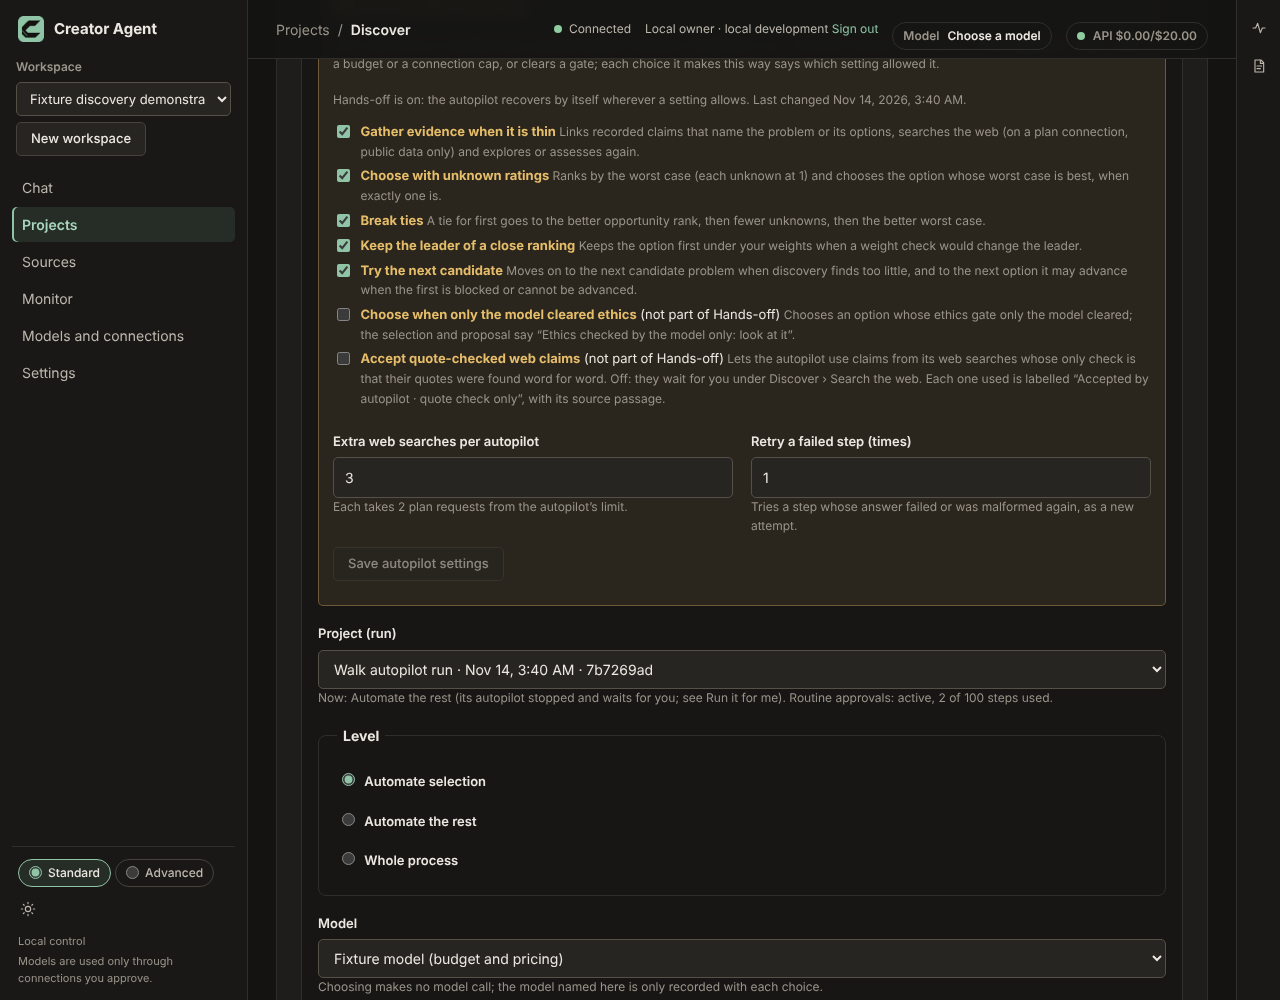 Creator Agent
Workspace
Fixture discovery demonstra
New workspace
Chat
Projects
Sources
Monitor
Models and connections
Settings
Standard
Advanced
Local control
Models are used only through
connections you approve.
Projects / Discover
Connected
Local owner · local development Sign out
Model Choose a model
API $0.00/$20.00
a budget or a connection cap, or clears a gate; each choice it makes this way says which setting allowed it.
Hands-off is on: the autopilot recovers by itself wherever a setting allows. Last changed Nov 14, 2026, 3:40 AM.
Gather evidence when it is thin Links recorded claims that name the problem or its options, searches the web (on a plan connection,
public data only) and explores or assesses again.
Choose with unknown ratings Ranks by the worst case (each unknown at 1) and chooses the option whose worst case is best, when
exactly one is.
Break ties A tie for first goes to the better opportunity rank, then fewer unknowns, then the better worst case.
Keep the leader of a close ranking Keeps the option first under your weights when a weight check would change the leader.
Try the next candidate Moves on to the next candidate problem when discovery finds too little, and to the next option it may advance
when the first is blocked or cannot be advanced.
Choose when only the model cleared ethics (not part of Hands-off) Chooses an option whose ethics gate only the model cleared;
the selection and proposal say “Ethics checked by the model only: look at it”.
Accept quote-checked web claims (not part of Hands-off) Lets the autopilot use claims from its web searches whose only check is
that their quotes were found word for word. Off: they wait for you under Discover › Search the web. Each one used is labelled “Accepted by
autopilot · quote check only”, with its source passage.
Extra web searches per autopilot
3
Each takes 2 plan requests from the autopilot’s limit.
Retry a failed step (times)
1
Tries a step whose answer failed or was malformed again, as a new
attempt.
Save autopilot settings
Project (run)
Walk autopilot run · Nov 14, 3:40 AM · 7b7269ad
Now: Automate the rest (its autopilot stopped and waits for you; see Run it for me). Routine approvals: active, 2 of 100 steps used.
Level
Automate selection
Automate the rest
Whole process
Model
Fixture model (budget and pricing)
Choosing makes no model call; the model named here is only recorded with each choice.